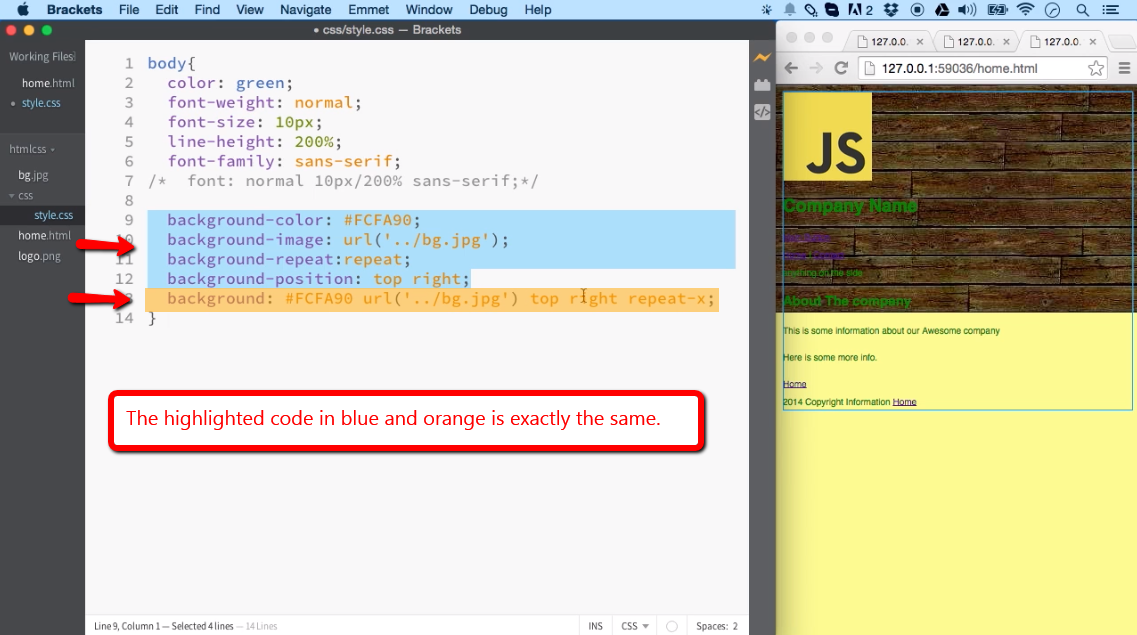 Brackets File Edit Find View Navigate Emmet Window Debug Help
2
css/style.css — Brackets
Working Files
home.html
style.css
htmlcss
bg.jpg
css
style.css
home.html
logo.png
1 body{
2 color: green;
3 font-weight: normal;
4 font-size: 10px;
5 line-height: 200%;
6 font-family: sans-serif;
7 /* font: normal 10px/200% sans-serif;*/
8
9 background-color: #FCFA90;
10 background-image: url('../bg.jpg');
11 background-repeat:repeat;
12 background-position: top right;
background: #FCFA90 url('../bg.jpg') top right repeat-x;
14 }
The highlighted code in blue and orange is exactly the same.
Line 9, Column 1 — Selected 4 lines — 14 Lines
INS CSS Spaces: 2
127.0.0. 127.0.0. 127.0.0.
127.0.0.1:59036/home.html
JS
Company Name
About The company
This is some information about our Awesome company
Here is some more info.
Home
2014 Copyright Information Home